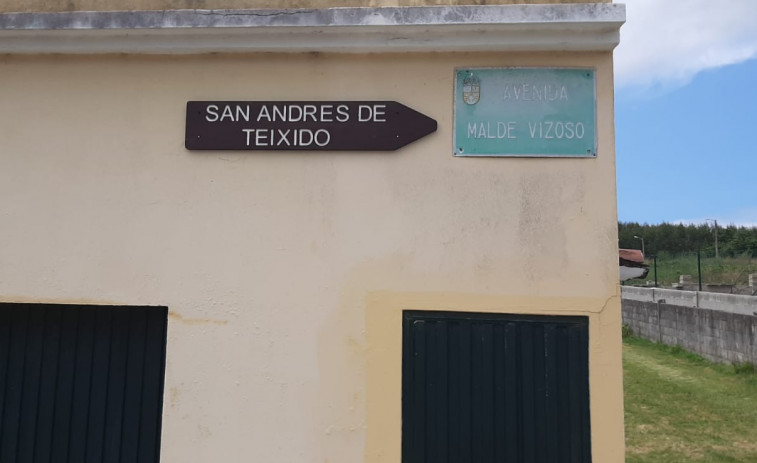 SAN ANDRES DE
TEIXIDO
AVENIDA
MALDE VIZOSO